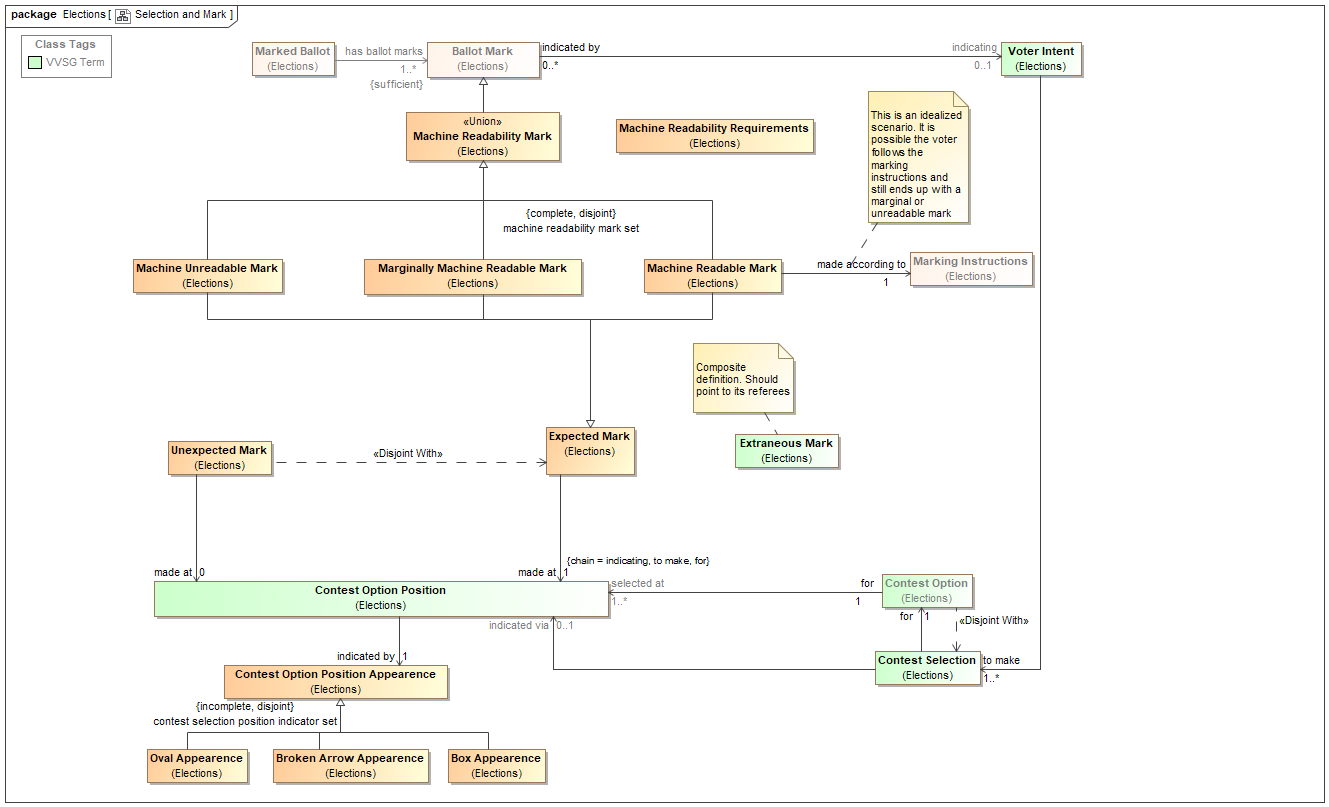 package Elections [ Selection and Mark ]
Class Tags
VVSG Term
Marked Ballot
(Elections)
has ballot marks
1..*
{sufficient}
Ballot Mark
(Elections)
indicated by
0..*
indicating
0..1
Voter Intent
(Elections)
«Union»
Machine Readability Mark
(Elections)
Machine Readability Requirements
(Elections)
This is an idealized
scenario. It is
possible the voter
follows the
marking
instructions and
still ends up with a
marginal or
unreadable mark
{complete, disjoint}
machine readability mark set
Machine Unreadable Mark
(Elections)
Marginally Machine Readable Mark
(Elections)
Machine Readable Mark
(Elections)
made according to
1
Marking Instructions
(Elections)
Composite
definition. Should
point to its referees
Extraneous Mark
(Elections)
Unexpected Mark
(Elections)
«Disjoint With»
Expected Mark
(Elections)
made at 0
made at 1
{chain = indicating, to make, for}
Contest Option Position
(Elections)
selected at
1..*
for
1
Contest Option
(Elections)
indicated via 0..1
for 1
«Disjoint With»
Contest Selection
(Elections)
to make
1..*
indicated by 1
Contest Option Position Appearence
(Elections)
{incomplete, disjoint}
contest selection position indicator set
Oval Appearence
(Elections)
Broken Arrow Appearence
(Elections)
Box Appearence
(Elections)